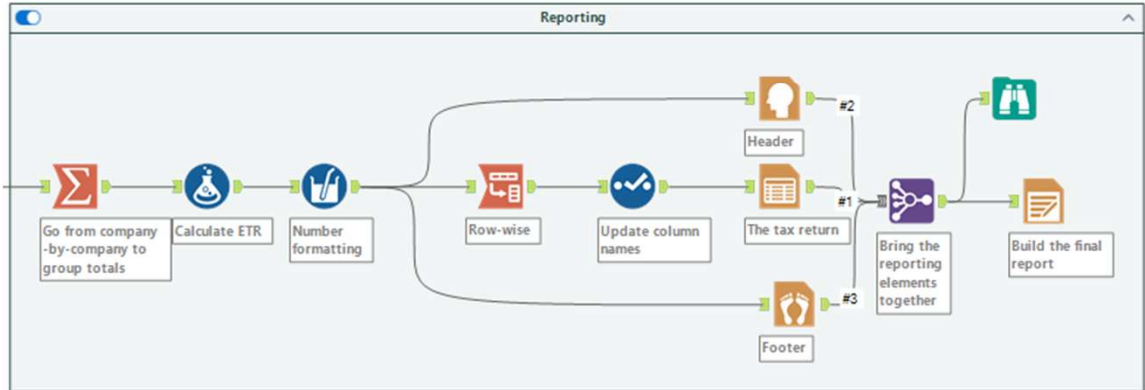 Reporting
#2
Header
Go from company
-by-company to
group totals
Calculate ETR
Number
formatting
Row-wise
Update column
names
The tax return
#1
Bring the
reporting
elements
together
Build the final
report
#3
Footer